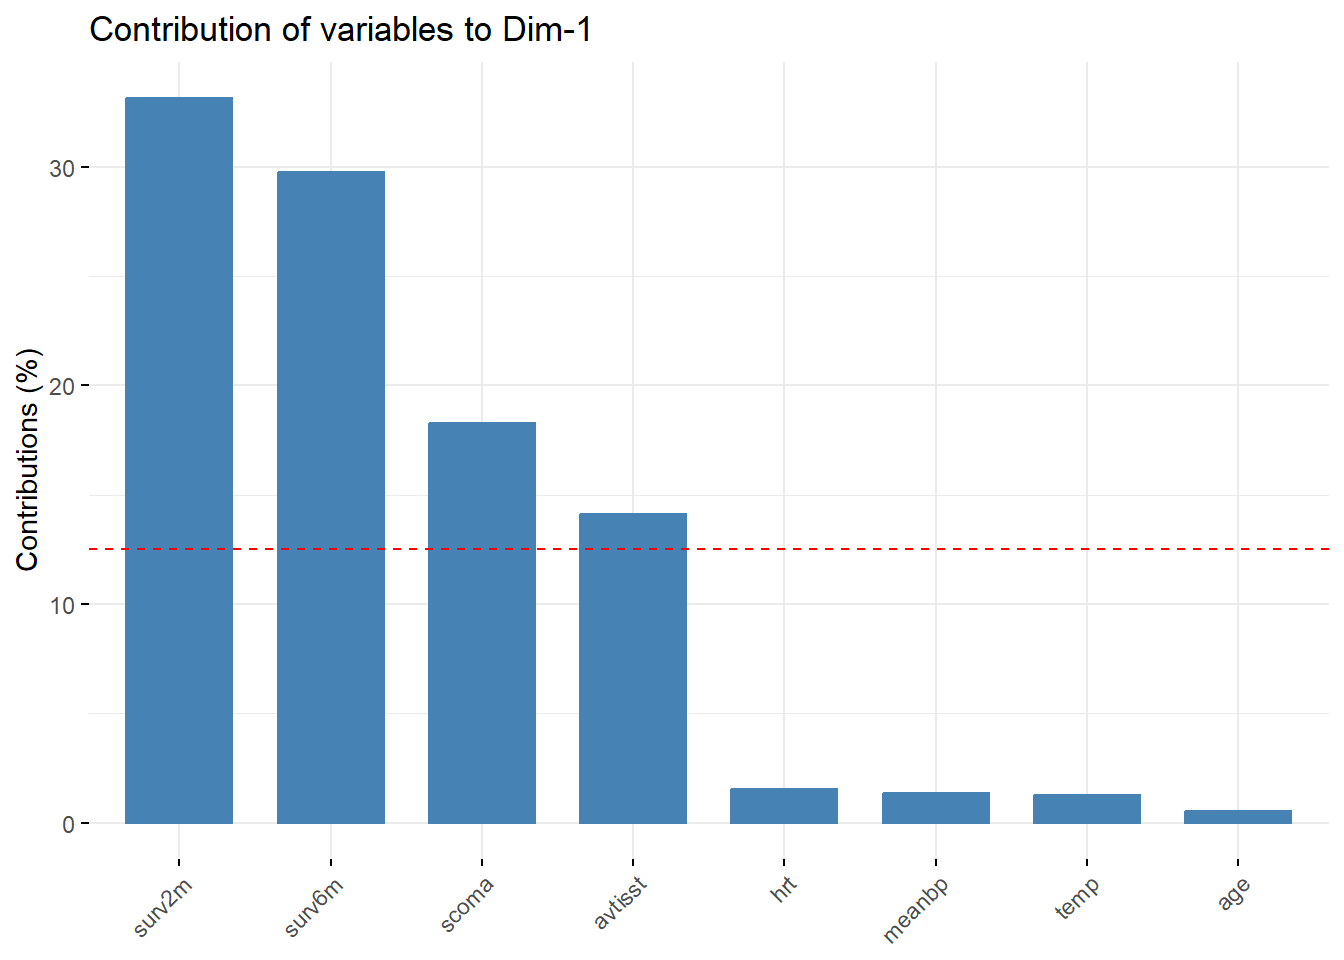 Contribution of variables to Dim-1
Contributions (%)
30
20
10
0
surv2m
surv6m
scoma
avtisst
hrt
meanbp
temp
age